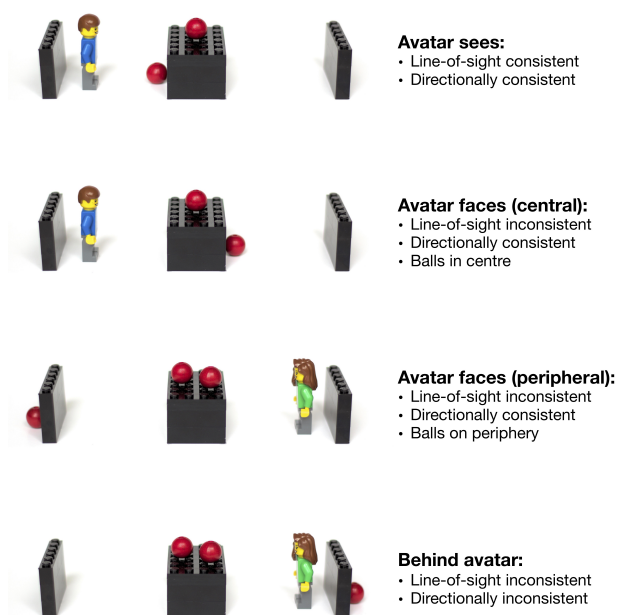 Avatar sees:
• Line-of-sight consistent
• Directionally consistent
Avatar faces (central):
• Line-of-sight inconsistent
• Directionally consistent
• Balls in centre
Avatar faces (peripheral):
• Line-of-sight inconsistent
• Directionally consistent
• Balls on periphery
Behind avatar:
• Line-of-sight inconsistent
• Directionally inconsistent